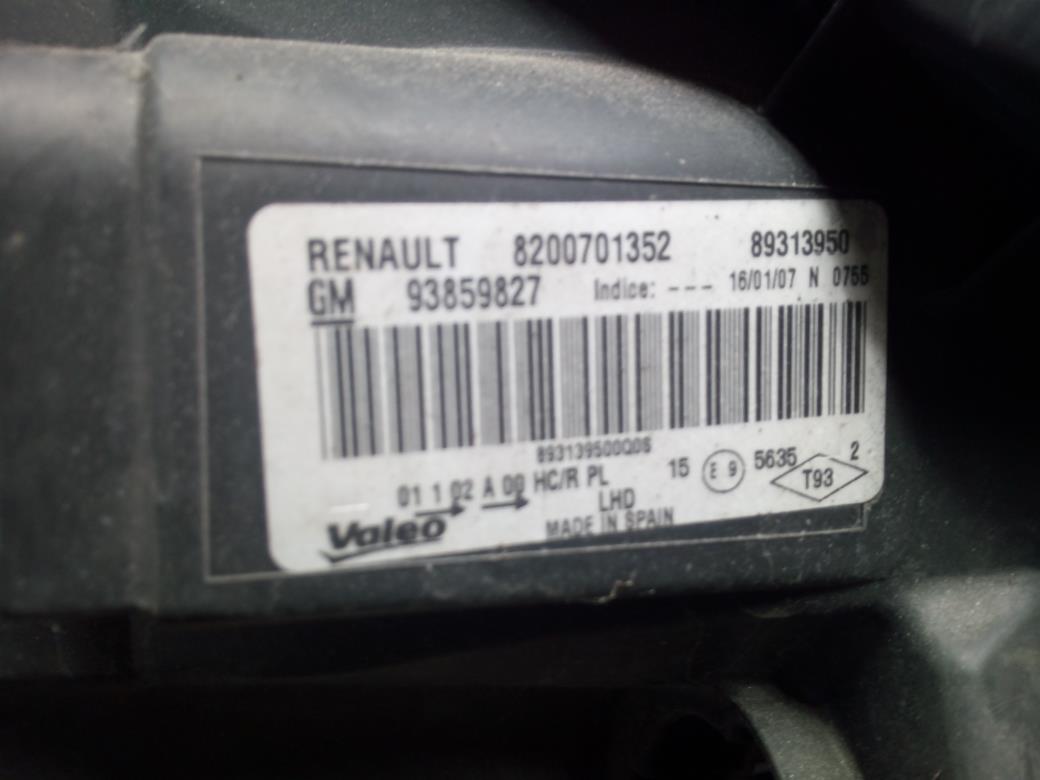 RENAULT 8200701352 89313950
GM 93859827 Indice: --- 16/01/07 N 0755
893139500Q0S
01 1 02 A 00 HC/R PL 15 E 9 5635 2
LHD T93
Valeo MADE IN SPAIN